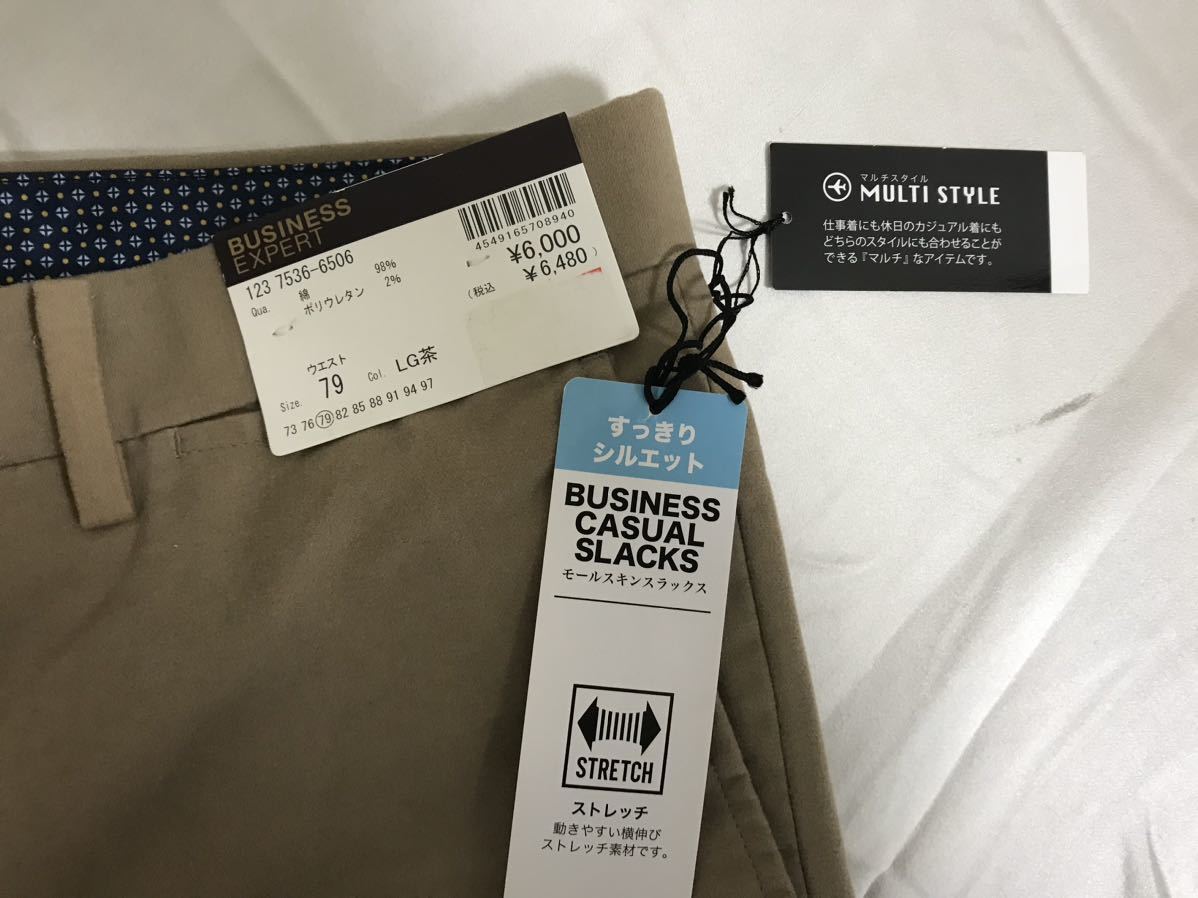 BUSINESS
EXPERT
4549165708940
123 7536-6506
¥6,000
(税込 ¥6,480)
Qua. 綿 98%
ポリウレタン 2%
ウエスト
Size. 79 Col. LG茶
73 76 79 82 85 88 91 94 97
マルチスタイル
MULTI STYLE
仕事着にも休日のカジュアル着にも
どちらのスタイルにも合わせることが
できる『マルチ』なアイテムです。
すっきり
シルエット
BUSINESS
CASUAL
SLACKS
モールスキンスラックス
STRETCH
ストレッチ
動きやすい横伸び
ストレッチ素材です。